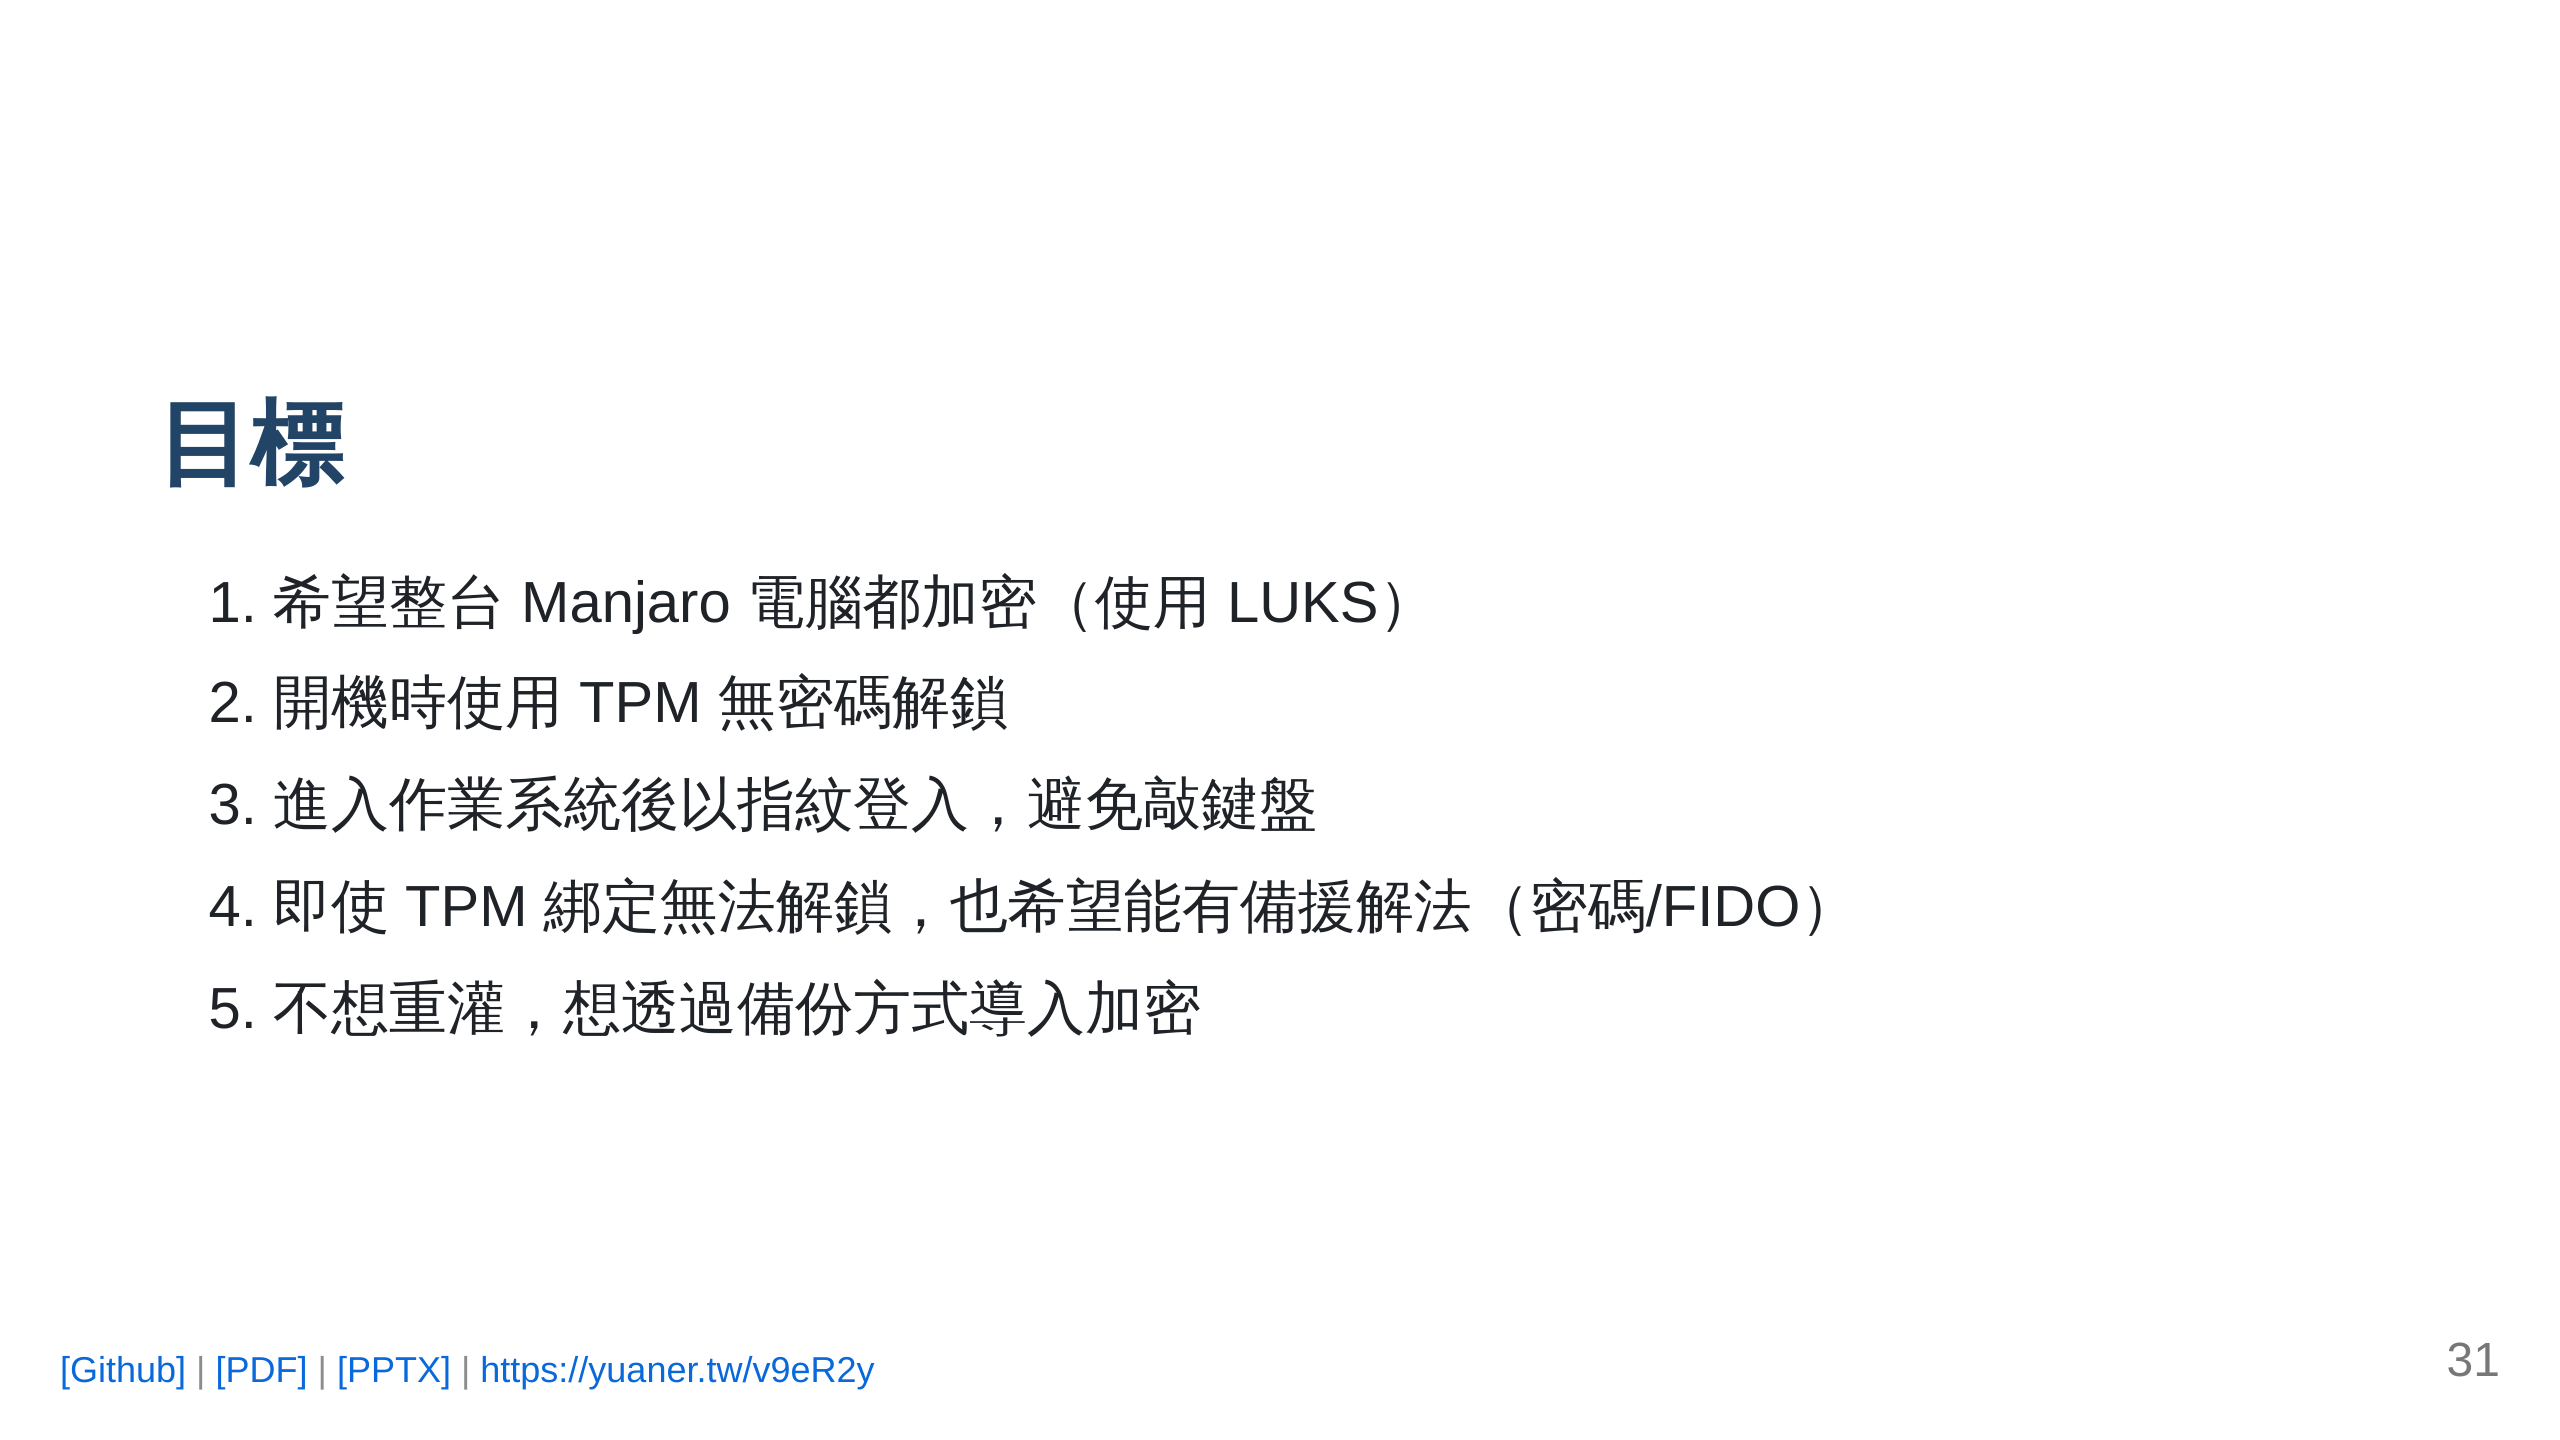 目標
1. 希望整台 Manjaro 電腦都加密（使用 LUKS）
2. 開機時使用 TPM 無密碼解鎖
3. 進入作業系統後以指紋登入，避免敲鍵盤
4. 即使 TPM 綁定無法解鎖，也希望能有備援解法（密碼/FIDO）
5. 不想重灌，想透過備份方式導入加密
[Github] | [PDF] | [PPTX] | https://yuaner.tw/v9eR2y
31